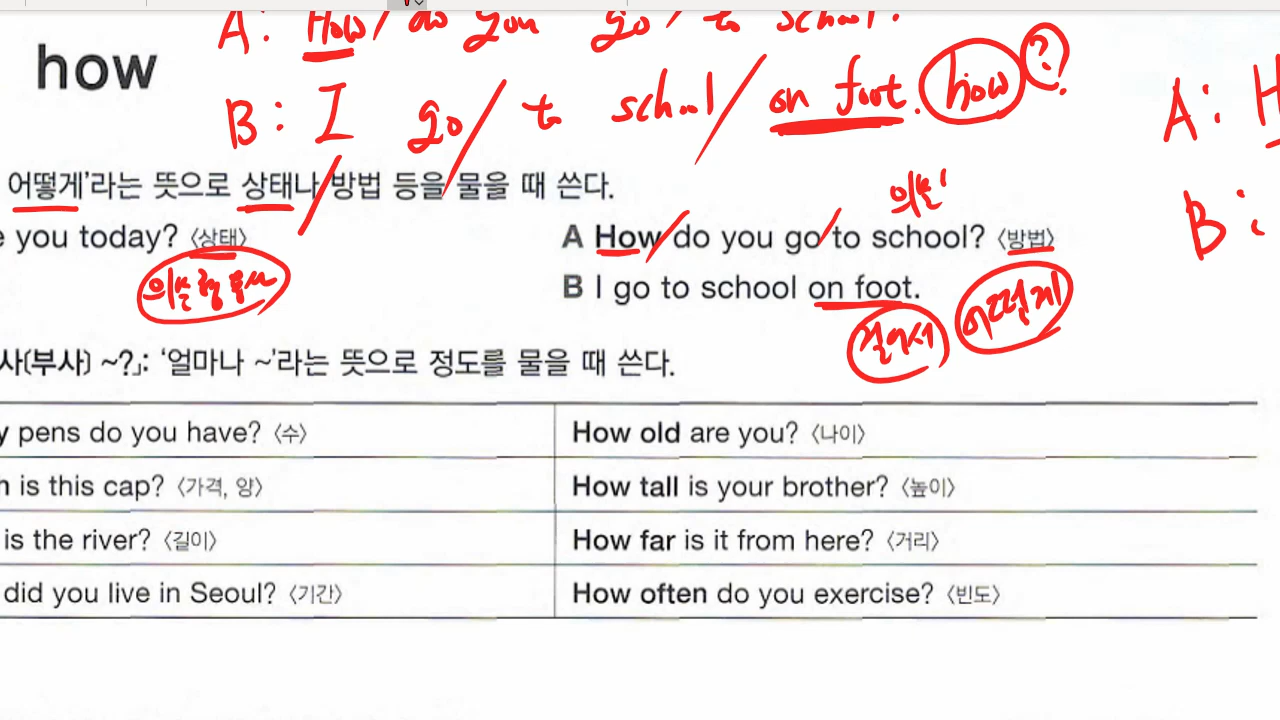 A: How / do you go / to school?
how
B: I go / to school / on foot. how ?
A: H
어떻게'라는 뜻으로 상태나 방법 등을 물을 때 쓴다.
의문
B:
e you today? 〈상태〉
A How do you go to school? 〈방법〉
의문형용사
B I go to school on foot.
걸어서
어떻게
사(부사) ~?」: '얼마나 ~'라는 뜻으로 정도를 물을 때 쓴다.
y pens do you have? 〈수〉 How old are you? 〈나이〉
h is this cap? 〈가격, 양〉 How tall is your brother? 〈높이〉
is the river? 〈길이〉 How far is it from here? 〈거리〉
did you live in Seoul? 〈기간〉 How often do you exercise? 〈빈도〉